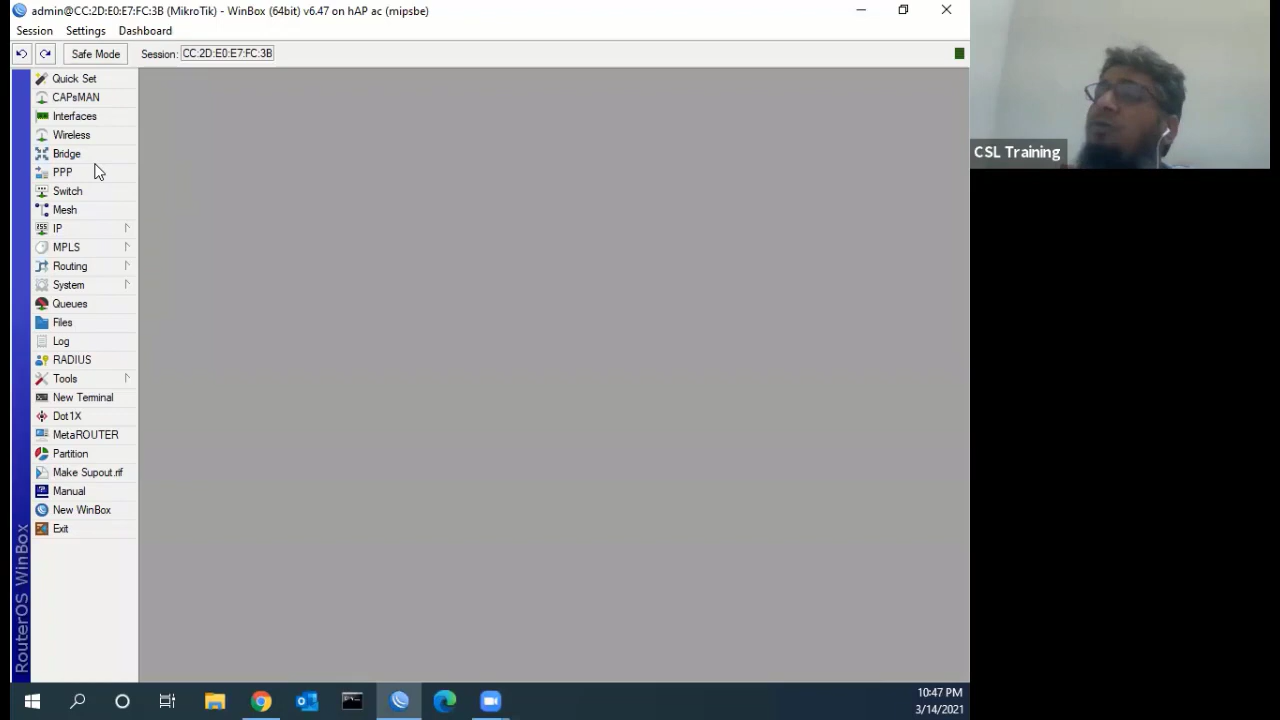 admin@CC:2D:E0:E7:FC:3B (MikroTik) - WinBox (64bit) v6.47 on hAP ac (mipsbe)
Session Settings Dashboard
Safe Mode Session: CC:2D:E0:E7:FC:3B
Quick Set
CAPsMAN
Interfaces
Wireless
Bridge
PPP
Switch
Mesh
IP
MPLS
Routing
System
Queues
Files
Log
RADIUS
Tools
New Terminal
Dot1X
MetaROUTER
Partition
Make Supout.rif
Manual
New WinBox
Exit
RouterOS WinBox
CSL Training
10:47 PM
3/14/2021